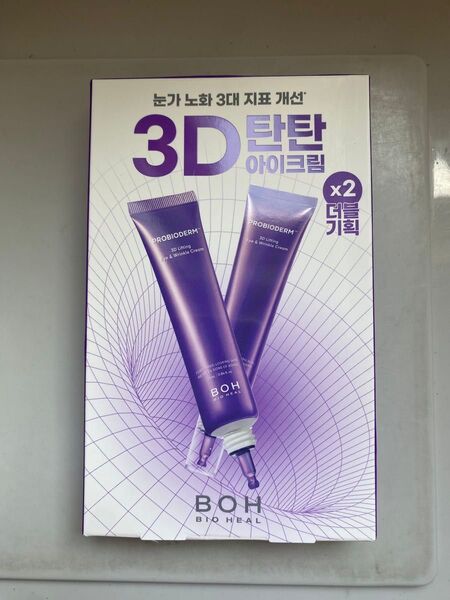 눈가 노화 3대 지표 개선*
3D 탄탄
아이크림
x2
더블
기획
PROBIODERM™
3D Lifting
Eye & Wrinkle Cream
BOH
BIO HEAL
PROBIODERM™
3D Lifting
Eye & Wrinkle Cream
BOH
BIO HEAL